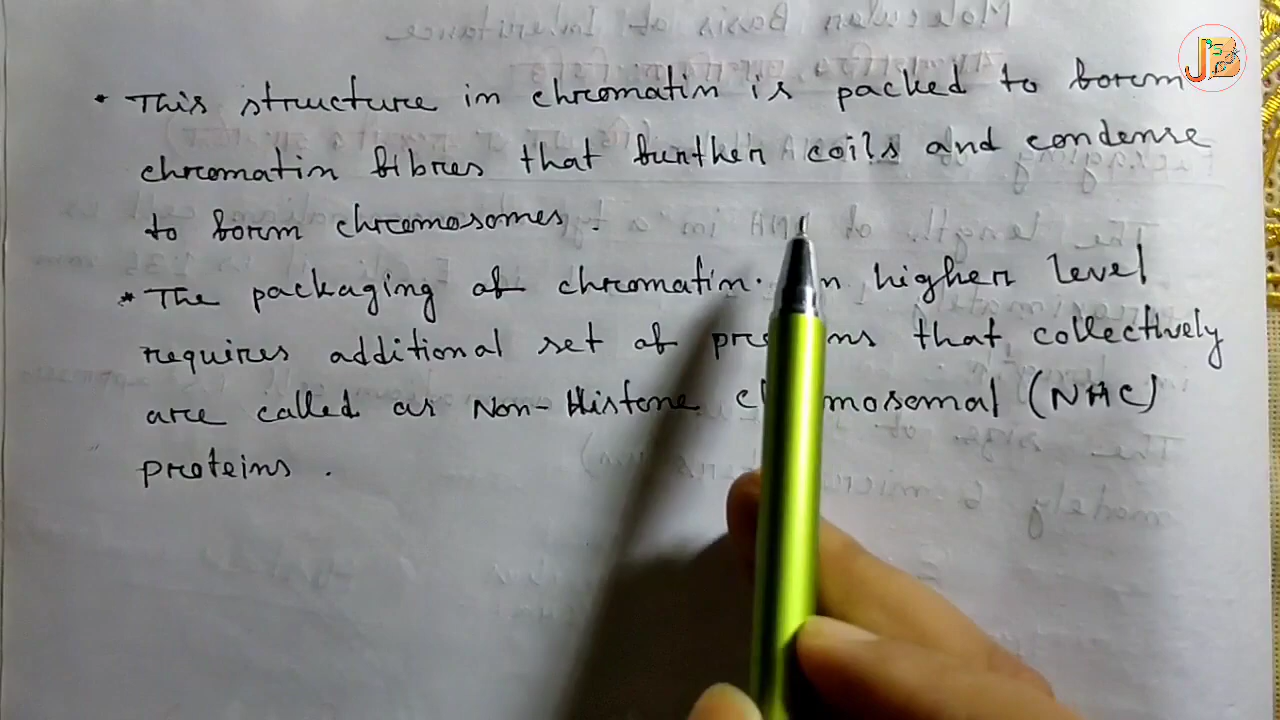 * This structure in chromatin is packed to form
chromatin fibres that further coils and condense
to form chromosomes.
* The packaging of chromatin in higher level
requires additional set of proteins that collectively
are called as Non-Histone Chromosomal (NHC)
proteins.